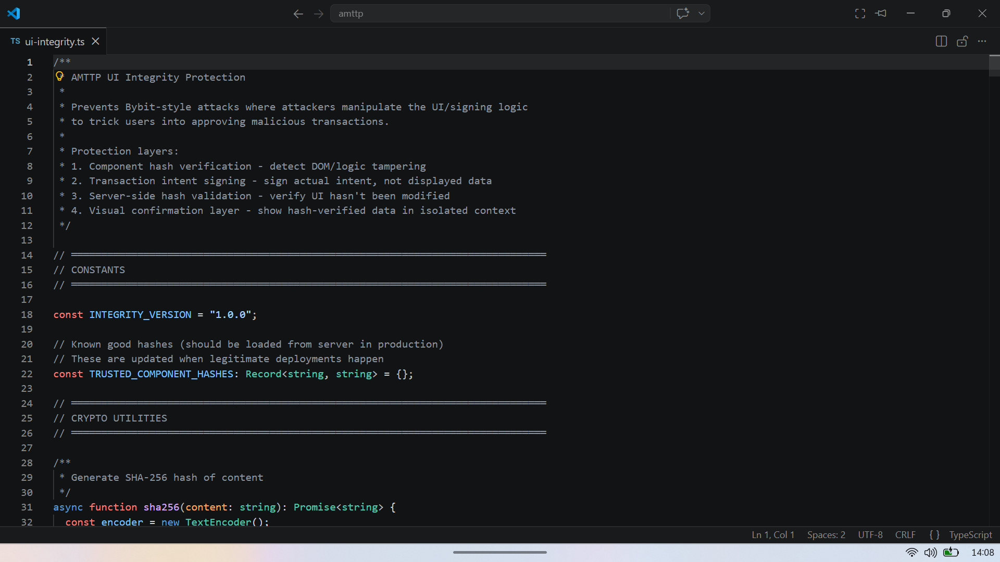 amttp
TS ui-integrity.ts
1 /**
2 * AMTTP UI Integrity Protection
3 *
4 * Prevents Bybit-style attacks where attackers manipulate the UI/signing logic
5 * to trick users into approving malicious transactions.
6 *
7 * Protection layers:
8 * 1. Component hash verification - detect DOM/logic tampering
9 * 2. Transaction intent signing - sign actual intent, not displayed data
10 * 3. Server-side hash validation - verify UI hasn't been modified
11 * 4. Visual confirmation layer - show hash-verified data in isolated context
12 */
13
14 // ═══════════════════════════════════════════════════════════════════════════════
15 // CONSTANTS
16 // ═══════════════════════════════════════════════════════════════════════════════
17
18 const INTEGRITY_VERSION = "1.0.0";
19
20 // Known good hashes (should be loaded from server in production)
21 // These are updated when legitimate deployments happen
22 const TRUSTED_COMPONENT_HASHES: Record<string, string> = {};
23
24 // ═══════════════════════════════════════════════════════════════════════════════
25 // CRYPTO UTILITIES
26 // ═══════════════════════════════════════════════════════════════════════════════
27
28 /**
29 * Generate SHA-256 hash of content
30 */
31 async function sha256(content: string): Promise<string> {
32 const encoder = new TextEncoder();
Ln 1, Col 1 Spaces: 2 UTF-8 CRLF { } TypeScript
14:08